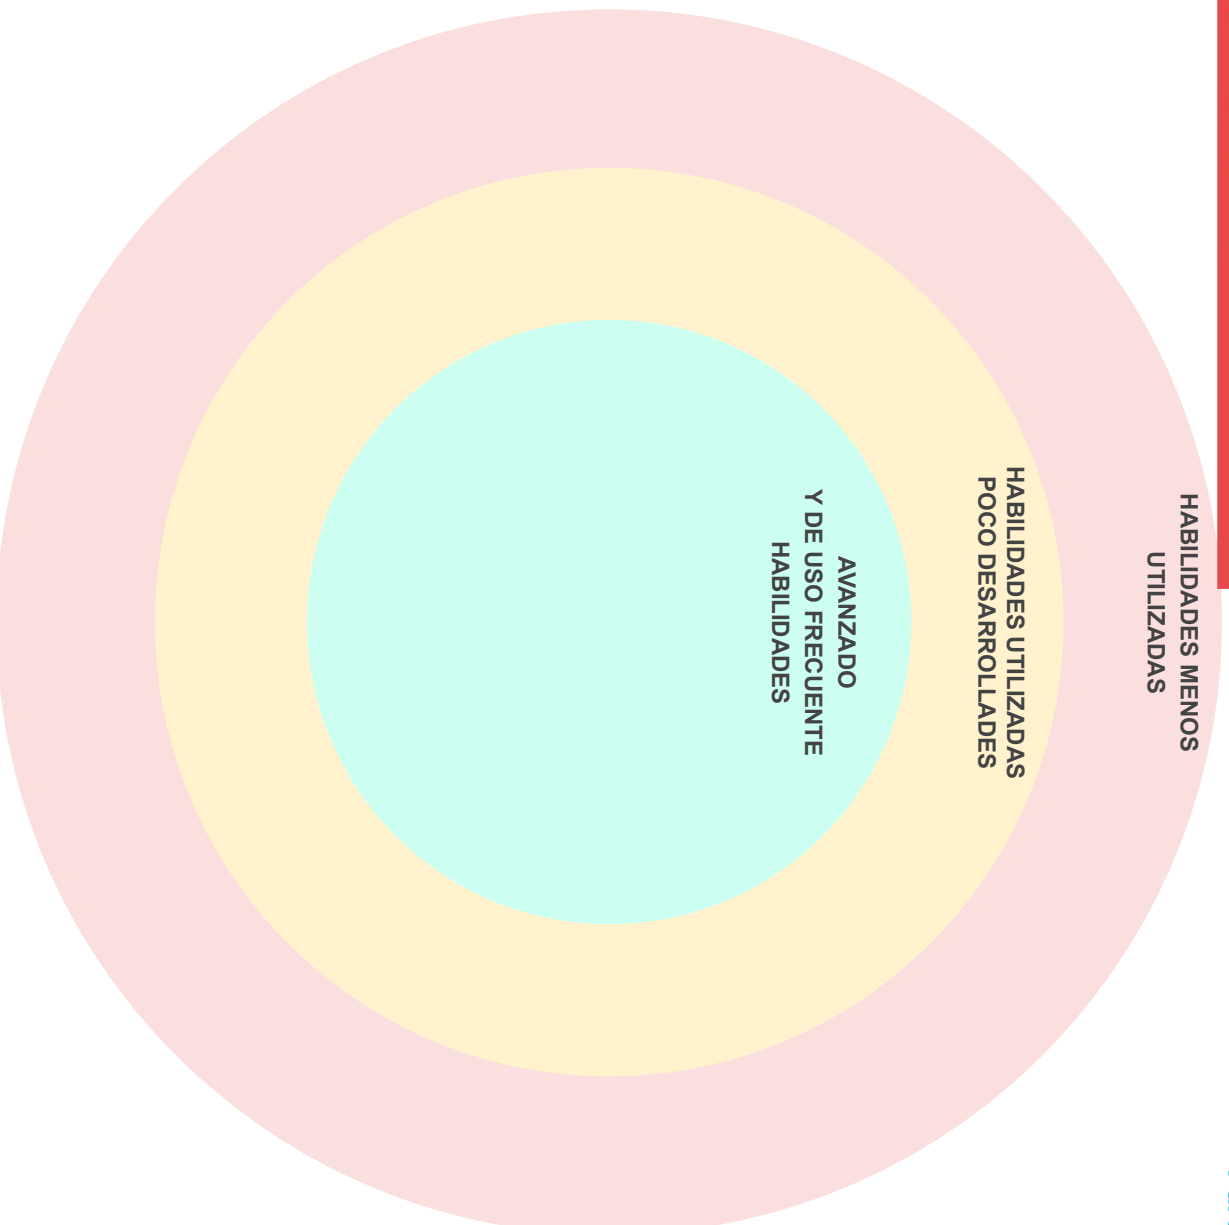 HABILIDADES MENOS
UTILIZADAS
HABILIDADES UTILIZADAS
POCO DESARROLLADES
AVANZADO
Y DE USO FRECUENTE
HABILIDADES